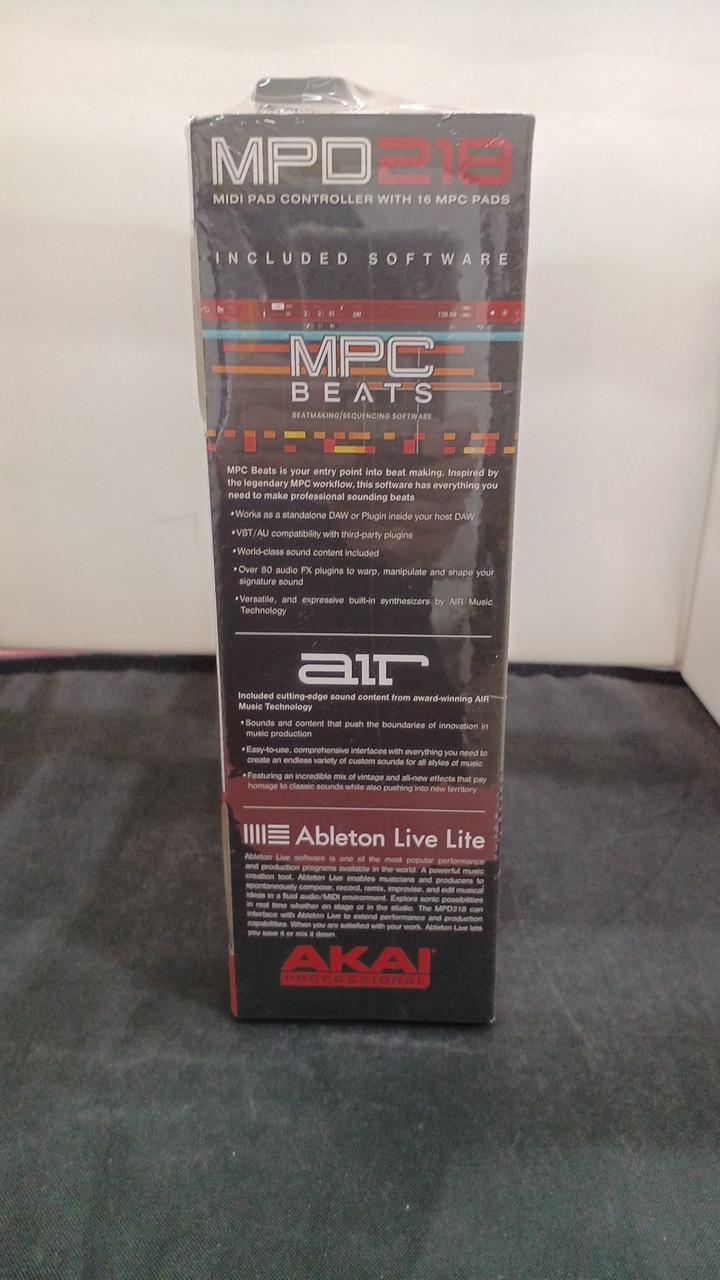 MPD218
MIDI PAD CONTROLLER WITH 16 MPC PADS
INCLUDED SOFTWARE
2: 2: 31 Off 120.00
MPC
BEATS
BEATMAKING/SEQUENCING SOFTWARE
MPC Beats is your entry point into beat making. Inspired by
the legendary MPC workflow, this software has everything you
need to make professional sounding beats
•Works as a standalone DAW or Plugin inside your host DAW
•VST/AU compatibility with third-party plugins
•World-class sound content included
•Over 80 audio FX plugins to warp, manipulate and shape your
signature sound
•Versatile, and expressive built-in synthesizers by AIR Music
Technology
air
Included cutting-edge sound content from award-winning AIR
Music Technology
•Sounds and content that push the boundaries of innovation in
music production
•Easy-to-use, comprehensive interfaces with everything you need to
create an endless variety of custom sounds for all styles of music
•Featuring an incredible mix of vintage and all-new effects that pay
homage to classic sounds while also pushing into new territory
Ableton Live Lite
Ableton Live software is one of the most popular performance
and production programs available in the world. A powerful music
creation tool, Ableton Live enables musicians and producers to
spontaneously compose, record, remix, improvise, and edit musical
ideas in a fluid audio/MIDI environment. Explore sonic possibilities
in real time whether on stage or in the studio. The MPD218 can
interface with Ableton Live to extend performance and production
capabilities. When you are satisfied with your work, Ableton Live lets
you save it or mix it down.
AKAI
PROFESSIONAL